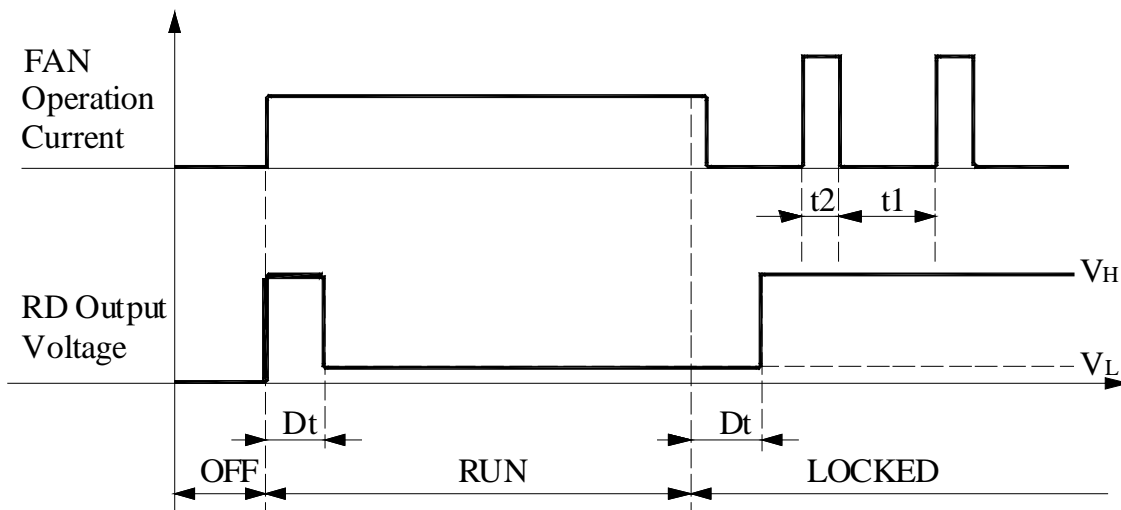 FAN
Operation
Current
t2
t1
RD Output
Voltage
VH
VL
Dt
Dt
OFF
RUN
LOCKED